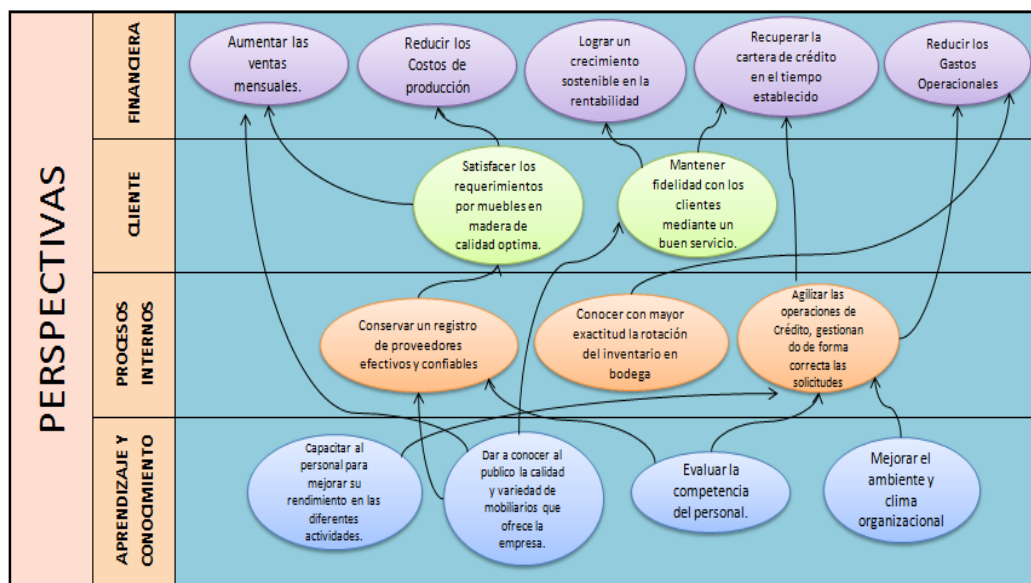 PERSPECTIVAS
FINANCIERA
Aumentar las
ventas
mensuales.
Reducir los
Costos de
producción
Lograr un
crecimiento
sostenible en la
rentabilidad
Recuperar la
cartera de crédito
en el tiempo
establecido
Reducir los
Gastos
Operacionales
CLIENTE
Satisfacer los
requerimientos
por muebles en
madera de
calidad optima.
Mantener
fidelidad con los
clientes
mediante un
buen servicio.
PROCESOS
INTERNOS
Conservar un registro
de proveedores
efectivos y confiables
Conocer con mayor
exactitud la rotación
del inventario en
bodega
Agilizar las
operaciones de
Crédito, gestionan
do de forma
correcta las
solicitudes
APRENDIZAJE Y
CONOCIMIENTO
Capacitar al
personal para
mejorar su
rendimiento en las
diferentes
actividades.
Dar a conocer al
publico la calidad
y variedad de
mobiliarios que
ofrece la
empresa.
Evaluar la
competencia
del personal.
Mejorar el
ambiente y
clima
organizacional